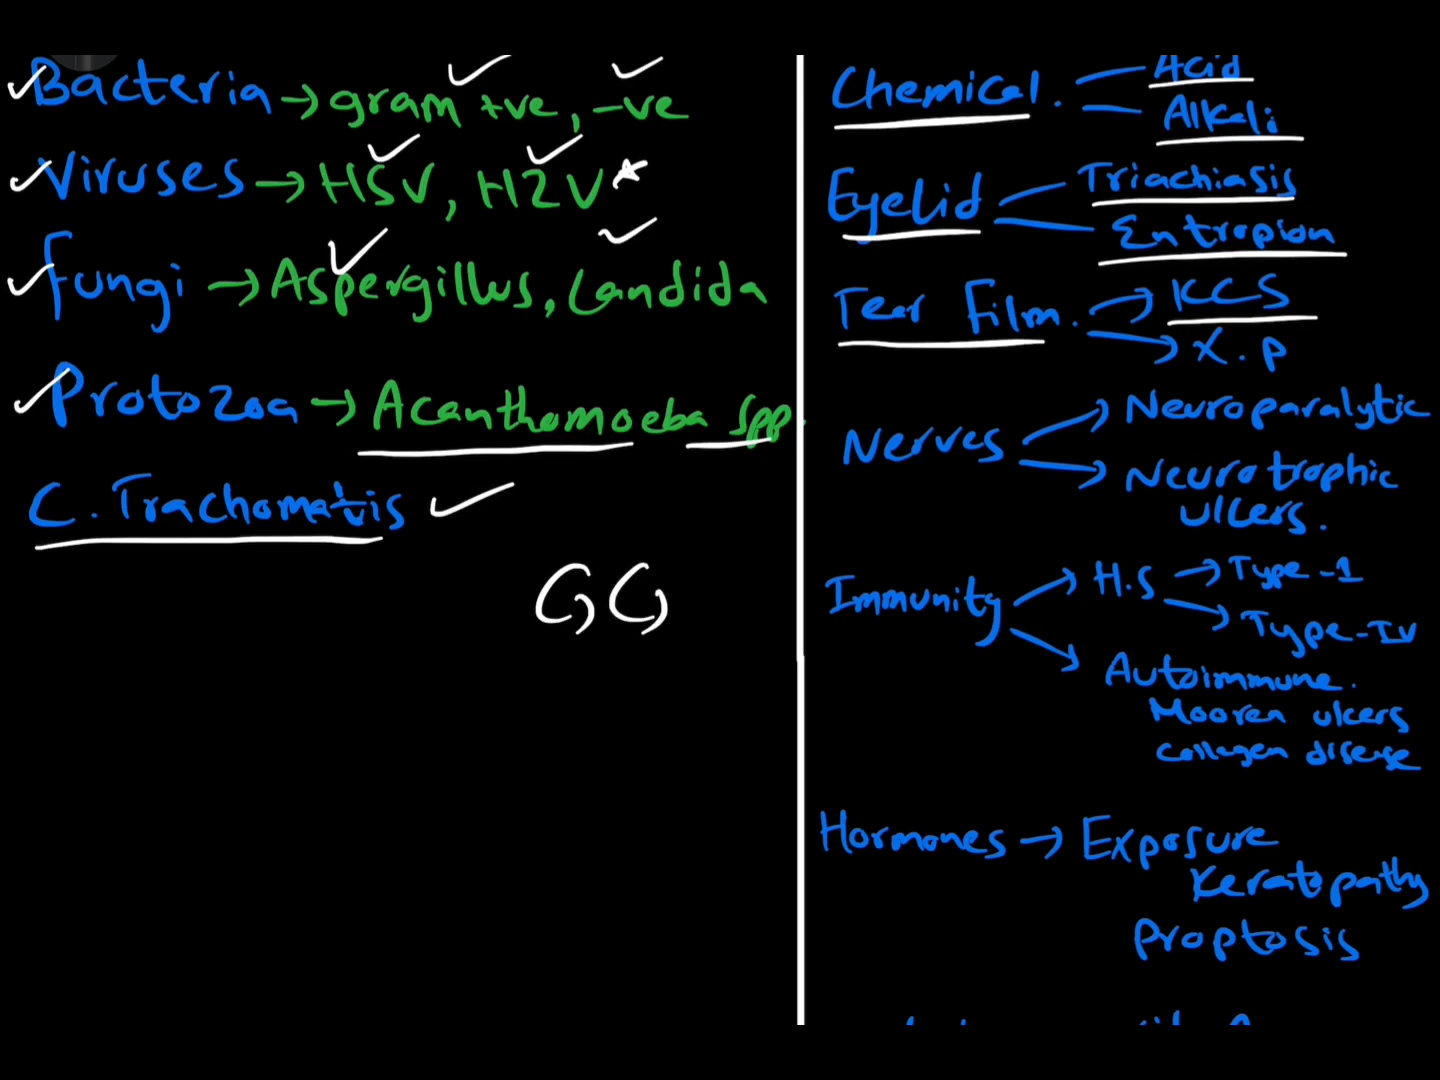 Bacteria → gram +ve, -ve
Viruses → HSV, HZV *
Fungi → Aspergillus, Candida
Protozoa → Acanthomoeba Spp.
C. Trachomatis
C, C,
Chemical.
Acid
Alkali
Eyelid
Triachiasis
Entropion
Tear Film.
→ KCS
→ X.P
Nerves
→ Neuroparalytic
→ Neurotrophic
ulcers.
Immunity
→ H.S → Type-1
→ Type-IV
→ Autoimmune.
Mooren ulcers
Collagen disease
Hormones → Exposure
Keratopathy
Proptosis